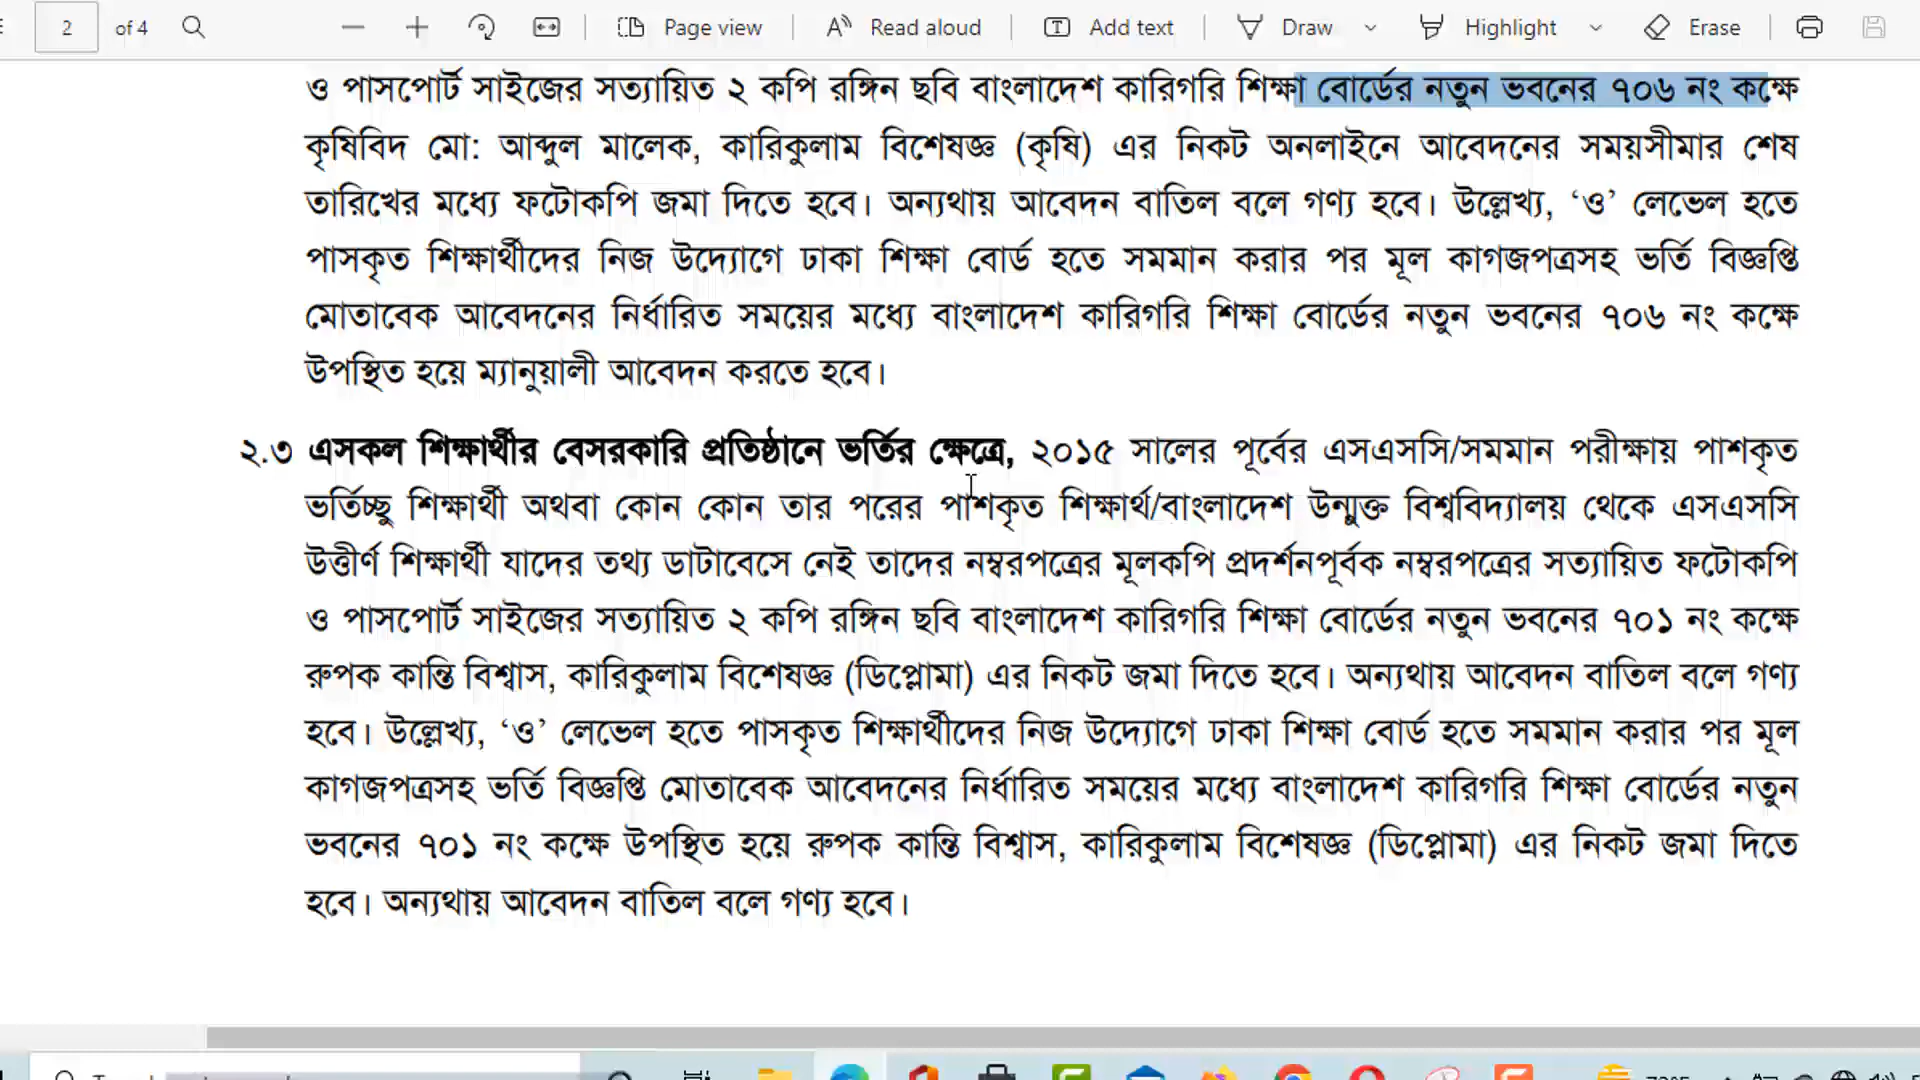 2 of 4 Page view Read aloud Add text Draw Highlight Erase
ও পাসপোর্ট সাইজের সত্যায়িত ২ কপি রঙ্গিন ছবি বাংলাদেশ কারিগরি শিক্ষা বোর্ডের নতুন ভবনের ৭০৬ নং কক্ষে
কৃষিবিদ মো: আব্দুল মালেক, কারিকুলাম বিশেষজ্ঞ (কৃষি) এর নিকট অনলাইনে আবেদনের সময়সীমার শেষ
তারিখের মধ্যে ফটোকপি জমা দিতে হবে। অন্যথায় আবেদন বাতিল বলে গণ্য হবে। উল্লেখ্য, ‘ও’ লেভেল হতে
পাসকৃত শিক্ষার্থীদের নিজ উদ্যোগে ঢাকা শিক্ষা বোর্ড হতে সমমান করার পর মূল কাগজপত্রসহ ভর্তি বিজ্ঞপ্তি
মোতাবেক আবেদনের নির্ধারিত সময়ের মধ্যে বাংলাদেশ কারিগরি শিক্ষা বোর্ডের নতুন ভবনের ৭০৬ নং কক্ষে
উপস্থিত হয়ে ম্যানুয়ালী আবেদন করতে হবে।
২.৩ এসকল শিক্ষার্থীর বেসরকারি প্রতিষ্ঠানে ভর্তির ক্ষেত্রে, ২০১৫ সালের পূর্বের এসএসসি/সমমান পরীক্ষায় পাশকৃত
ভর্তিচ্ছু শিক্ষার্থী অথবা কোন কোন তার পরের পাশকৃত শিক্ষার্থ/বাংলাদেশ উন্মুক্ত বিশ্ববিদ্যালয় থেকে এসএসসি
উত্তীর্ণ শিক্ষার্থী যাদের তথ্য ডাটাবেসে নেই তাদের নম্বরপত্রের মূলকপি প্রদর্শনপূর্বক নম্বরপত্রের সত্যায়িত ফটোকপি
ও পাসপোর্ট সাইজের সত্যায়িত ২ কপি রঙ্গিন ছবি বাংলাদেশ কারিগরি শিক্ষা বোর্ডের নতুন ভবনের ৭০১ নং কক্ষে
রুপক কান্তি বিশ্বাস, কারিকুলাম বিশেষজ্ঞ (ডিপ্লোমা) এর নিকট জমা দিতে হবে। অন্যথায় আবেদন বাতিল বলে গণ্য
হবে। উল্লেখ্য, ‘ও’ লেভেল হতে পাসকৃত শিক্ষার্থীদের নিজ উদ্যোগে ঢাকা শিক্ষা বোর্ড হতে সমমান করার পর মূল
কাগজপত্রসহ ভর্তি বিজ্ঞপ্তি মোতাবেক আবেদনের নির্ধারিত সময়ের মধ্যে বাংলাদেশ কারিগরি শিক্ষা বোর্ডের নতুন
ভবনের ৭০১ নং কক্ষে উপস্থিত হয়ে রুপক কান্তি বিশ্বাস, কারিকুলাম বিশেষজ্ঞ (ডিপ্লোমা) এর নিকট জমা দিতে
হবে। অন্যথায় আবেদন বাতিল বলে গণ্য হবে।